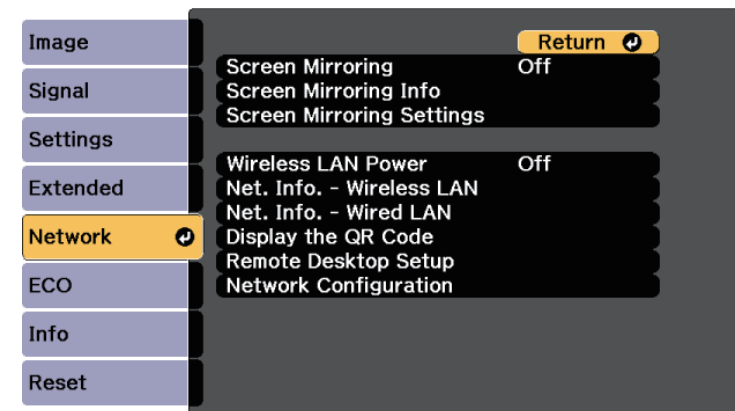 Image
Signal
Settings
Extended
Network
ECO
Info
Reset
Return
Screen Mirroring Off
Screen Mirroring Info
Screen Mirroring Settings
Wireless LAN Power Off
Net. Info. - Wireless LAN
Net. Info. - Wired LAN
Display the QR Code
Remote Desktop Setup
Network Configuration